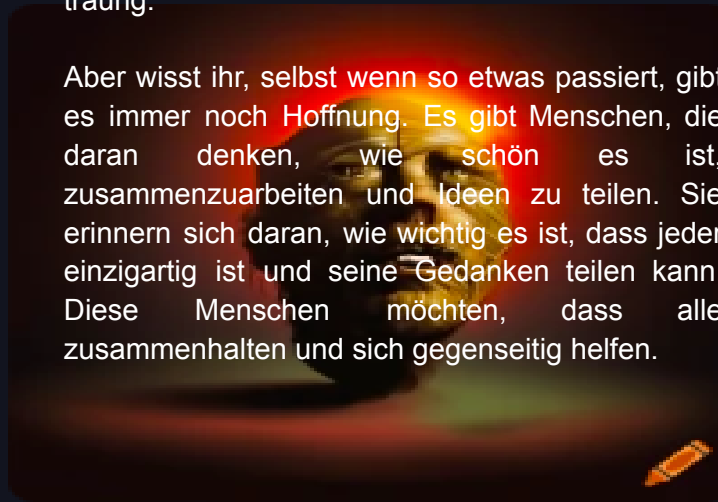 traurig.
Aber wisst ihr, selbst wenn so etwas passiert, gibt
es immer noch Hoffnung. Es gibt Menschen, die
daran denken, wie schön es ist,
zusammenzuarbeiten und Ideen zu teilen. Sie
erinnern sich daran, wie wichtig es ist, dass jeder
einzigartig ist und seine Gedanken teilen kann.
Diese Menschen möchten, dass alle
zusammenhalten und sich gegenseitig helfen.